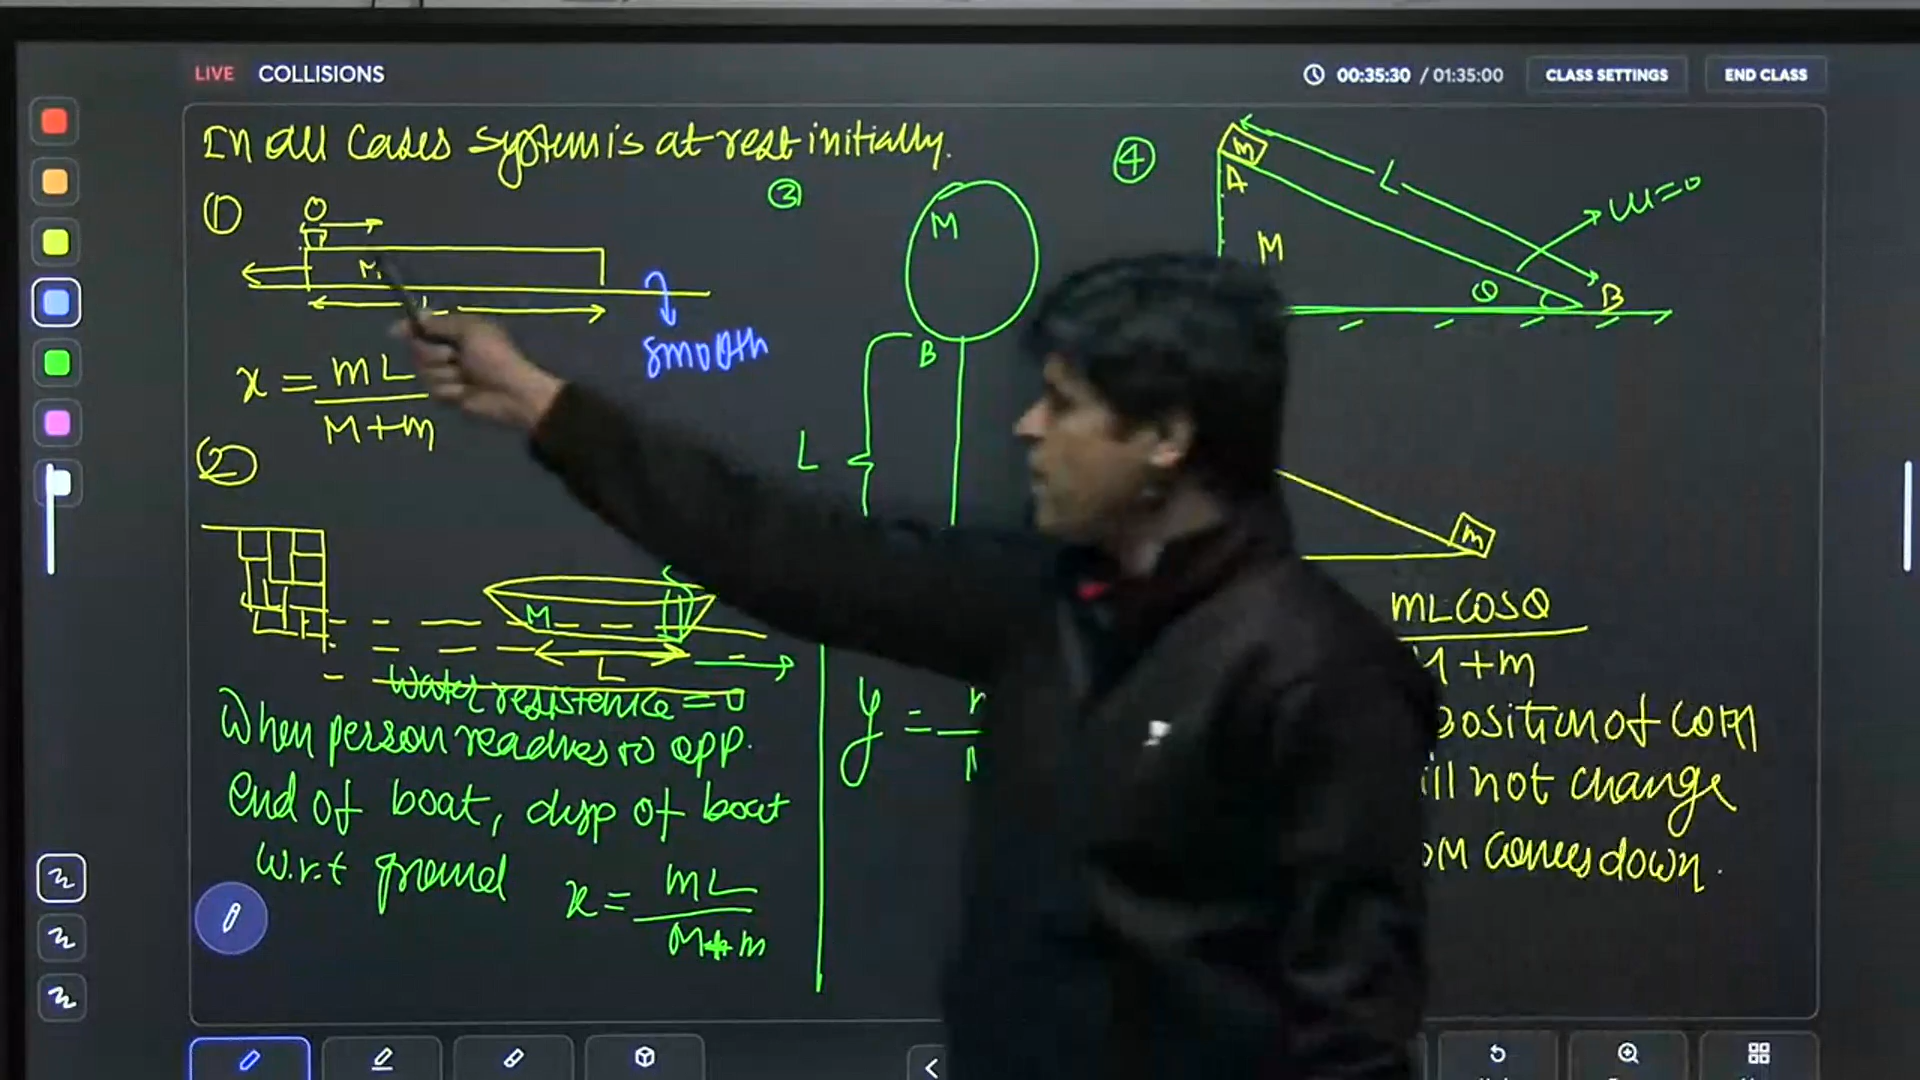 LIVE COLLISIONS
00:35:30 / 01:35:00 CLASS SETTINGS END CLASS
In all cases system is at rest initially.
①
M
smooth
x = mL
M+m
②
M
L
Water resistence = 0
When person reaches to opp.
end of boat, disp of boat
w.r.t ground x = mL
M+m
③
M
B
L
y =
④
m
A
L
M
B
θ
m
mLCosθ
+m
Position of COM
ill not change
OM comes down.